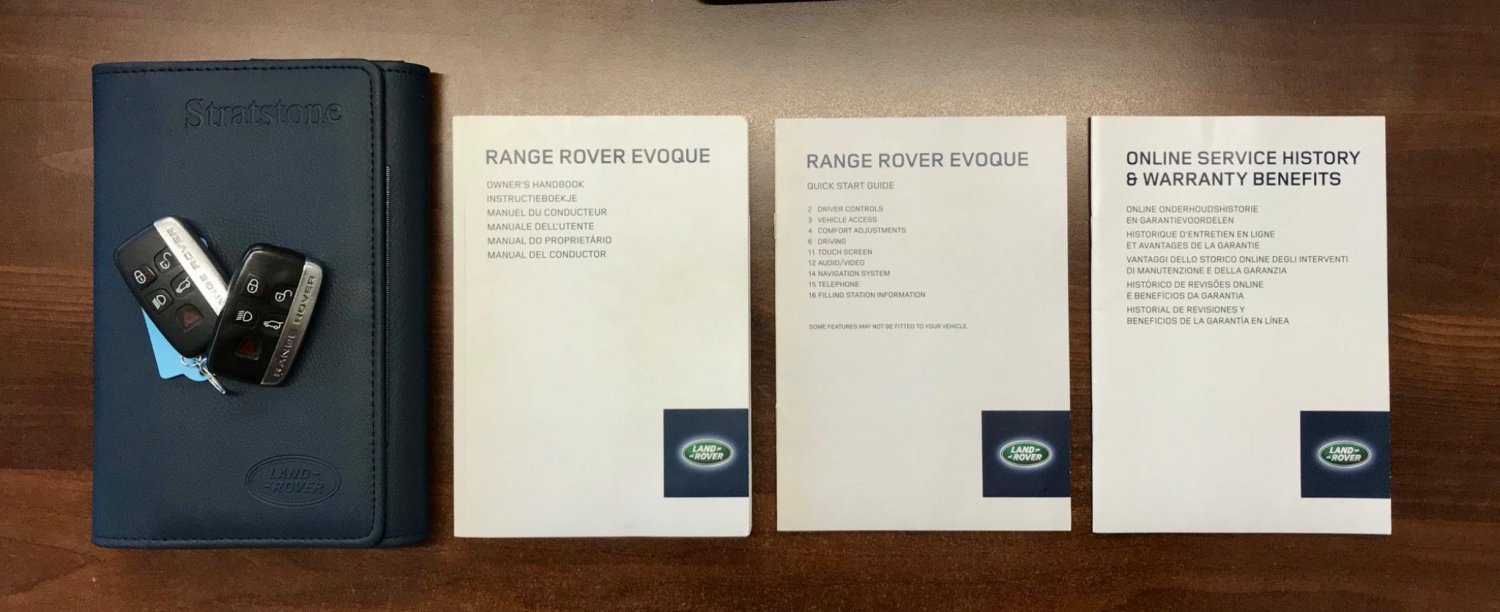 Stratstone
RANGE ROVER
RANGE ROVER
LAND-
-ROVER
RANGE ROVER EVOQUE
OWNER'S HANDBOOK
INSTRUCTIEBOEKJE
MANUEL DU CONDUCTEUR
MANUALE DELL'UTENTE
MANUAL DO PROPRIETÁRIO
MANUAL DEL CONDUCTOR
LAND-
-ROVER
RANGE ROVER EVOQUE
QUICK START GUIDE
2 DRIVER CONTROLS
3 VEHICLE ACCESS
4 COMFORT ADJUSTMENTS
6 DRIVING
11 TOUCH SCREEN
12 AUDIO/VIDEO
14 NAVIGATION SYSTEM
15 TELEPHONE
16 FILLING STATION INFORMATION
SOME FEATURES MAY NOT BE FITTED TO YOUR VEHICLE.
LAND-
-ROVER
ONLINE SERVICE HISTORY
& WARRANTY BENEFITS
ONLINE ONDERHOUDSHISTORIE
EN GARANTIEVOORDELEN
HISTORIQUE D'ENTRETIEN EN LIGNE
ET AVANTAGES DE LA GARANTIE
VANTAGGI DELLO STORICO ONLINE DEGLI INTERVENTI
DI MANUTENZIONE E DELLA GARANZIA
HISTÓRICO DE REVISÕES ONLINE
E BENEFÍCIOS DA GARANTIA
HISTORIAL DE REVISIONES Y
BENEFICIOS DE LA GARANTÍA EN LÍNEA
LAND-
-ROVER